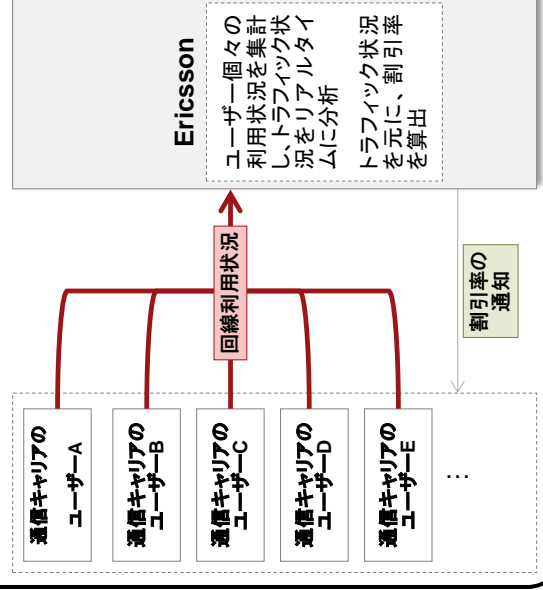 Ericsson
ユーザー個々の
利用状況を集計
し、トラフィック状
況をリアルタイ
ムに分析
トラフィック状況
を元に、割引率
を算出
回線利用状況
割引率の
通知
通信キャリアの
ユーザーA
通信キャリアの
ユーザーB
通信キャリアの
ユーザーC
通信キャリアの
ユーザーD
通信キャリアの
ユーザーE
…